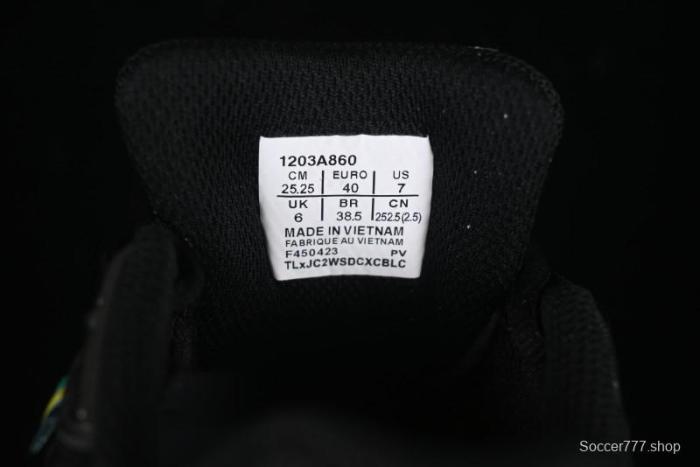 1203A860
CM EURO US
25.25 40 7
UK BR CN
6 38.5 252.5(2.5)
MADE IN VIETNAM
FABRIQUE AU VIETNAM
F450423 PV
TLxJC2WSDCXCBLC
Soccer777.shop